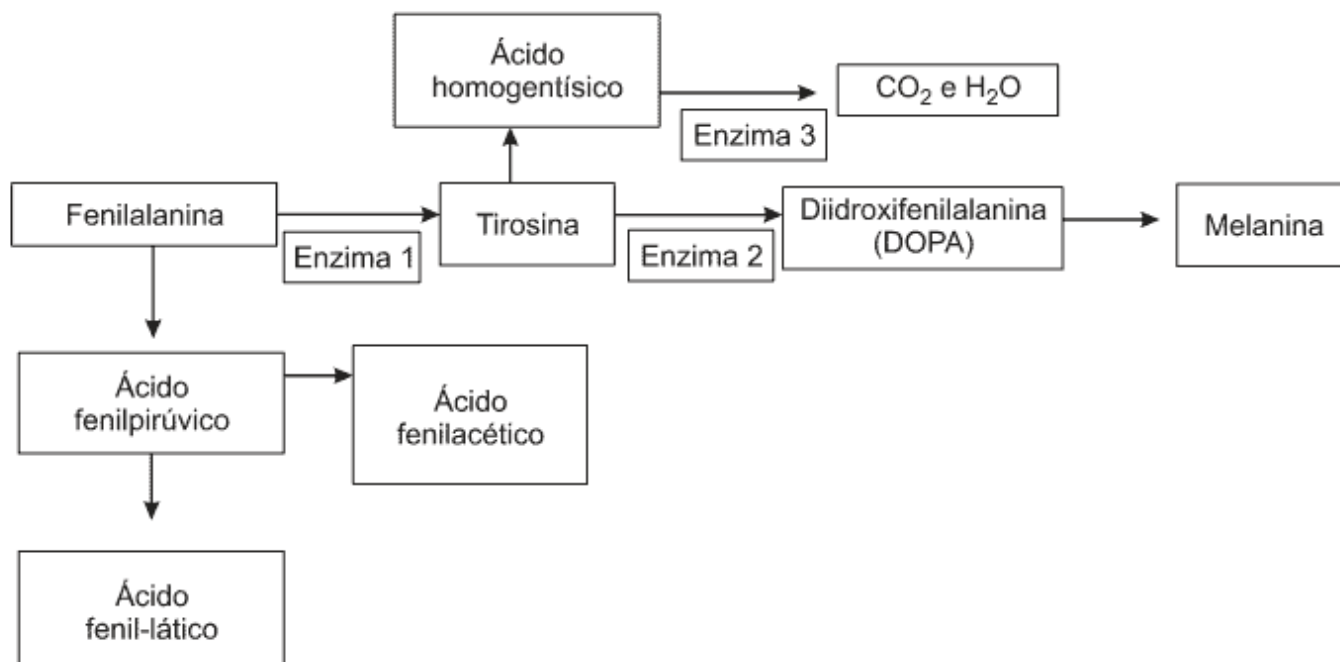 Ácido
homogentísico
CO₂ e H₂O
Enzima 3
Fenilalanina
Enzima 1
Tirosina
Enzima 2
Diidroxifenilalanina
(DOPA)
Melanina
Ácido
fenilpirúvico
Ácido
fenilacético
Ácido
fenil-lático